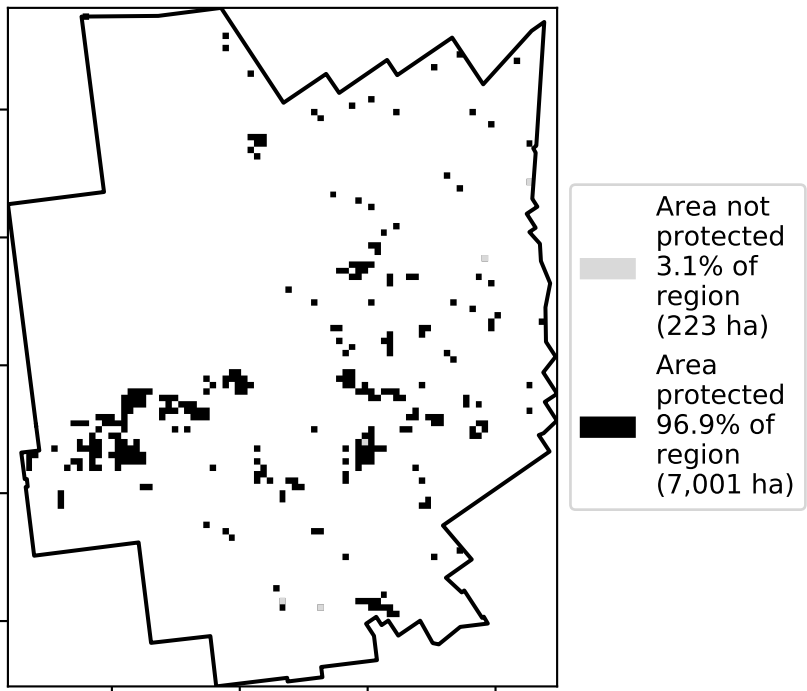 Area not
protected
3.1% of
region
(223 ha)
Area
protected
96.9% of
region
(7,001 ha)